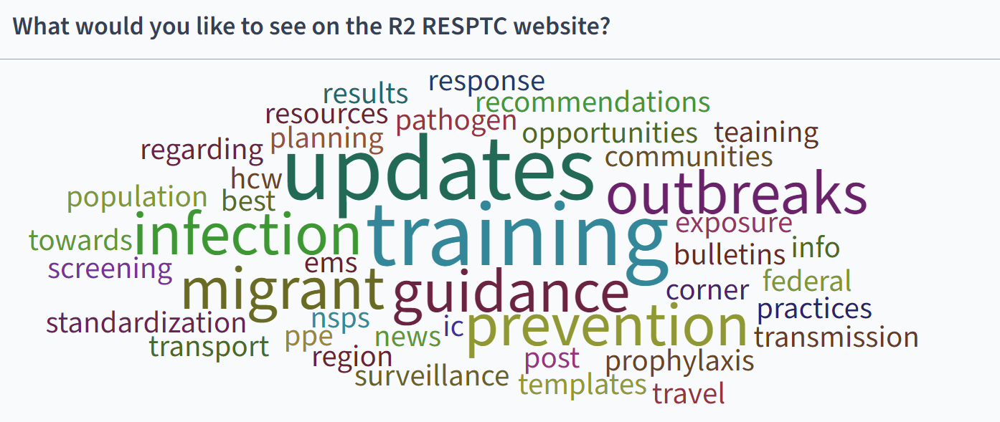 What would you like to see on the R2 RESPTC website?
response
results
recommendations
resources pathogen
planning opportunities teaining
regarding updates communities
hcw outbreaks
population best
towards infection training exposure
screening ems bulletins info
migrant guidance corner federal
standardization nsps ic prevention practices
transport ppe news transmission
region post prophylaxis
surveillance templates travel